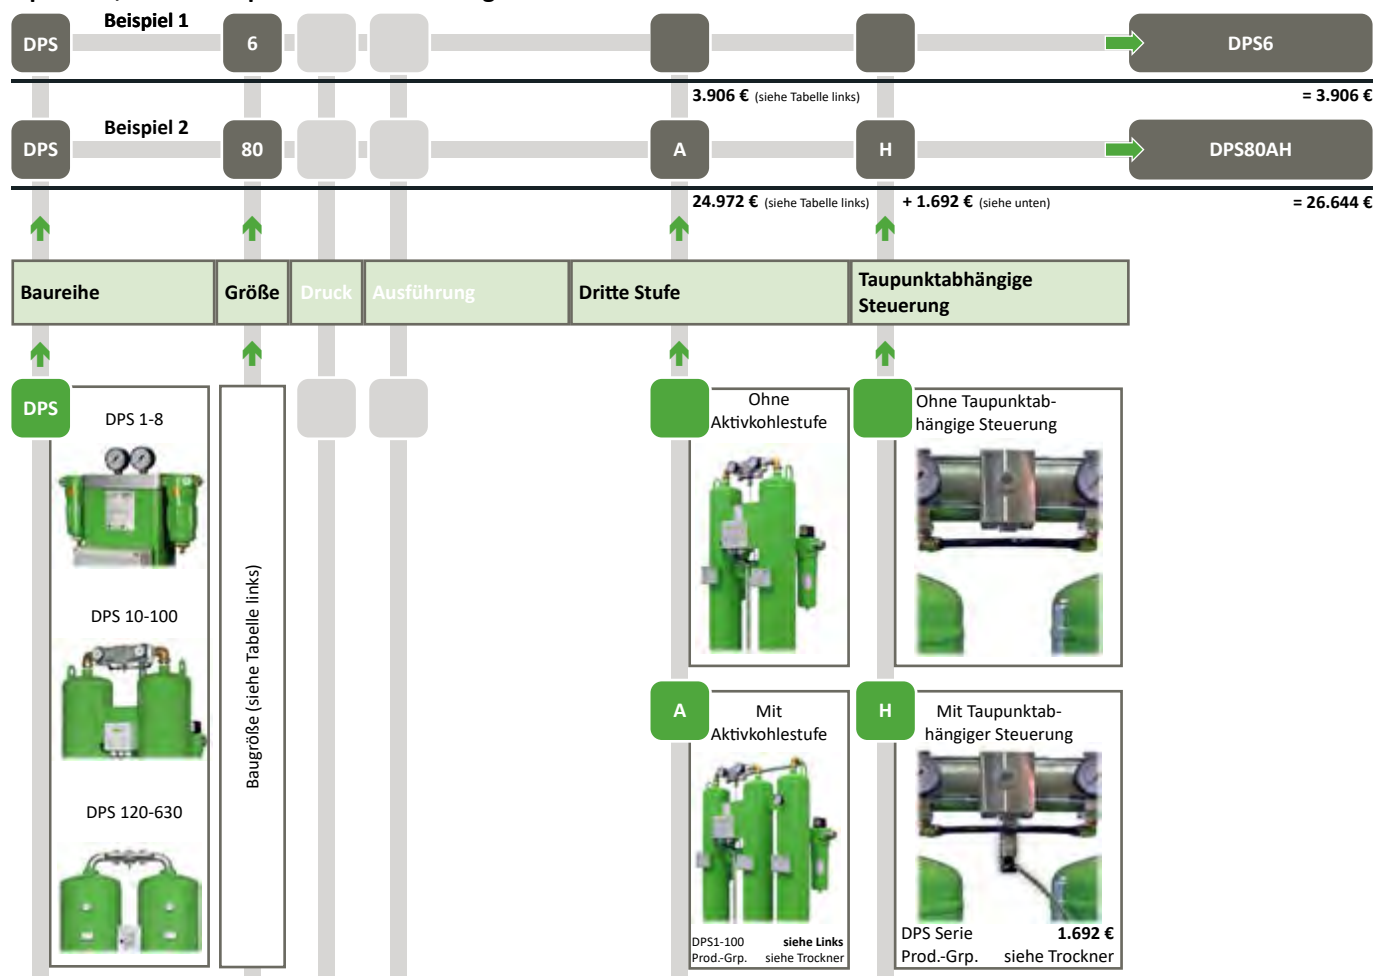 Beispiel 1
DPS 6 DPS6
3.906 € (siehe Tabelle links) = 3.906 €
Beispiel 2
DPS 80 A H DPS80AH
24.972 € (siehe Tabelle links) + 1.692 € (siehe unten) = 26.644 €
Baureihe Größe Druck Ausführung Dritte Stufe Taupunktabhängige
Steuerung
DPS
DPS 1-8
DPS 10-100
DPS 120-630
Baugröße (siehe Tabelle links)
Ohne
Aktivkohlestufe
A
Mit
Aktivkohlestufe
DPS1-100 siehe Links
Prod.-Grp. siehe Trockner
Ohne Taupunktab-
hängige Steuerung
H
Mit Taupunktab-
hängiger Steuerung
DPS Serie 1.692 €
Prod.-Grp. siehe Trockner